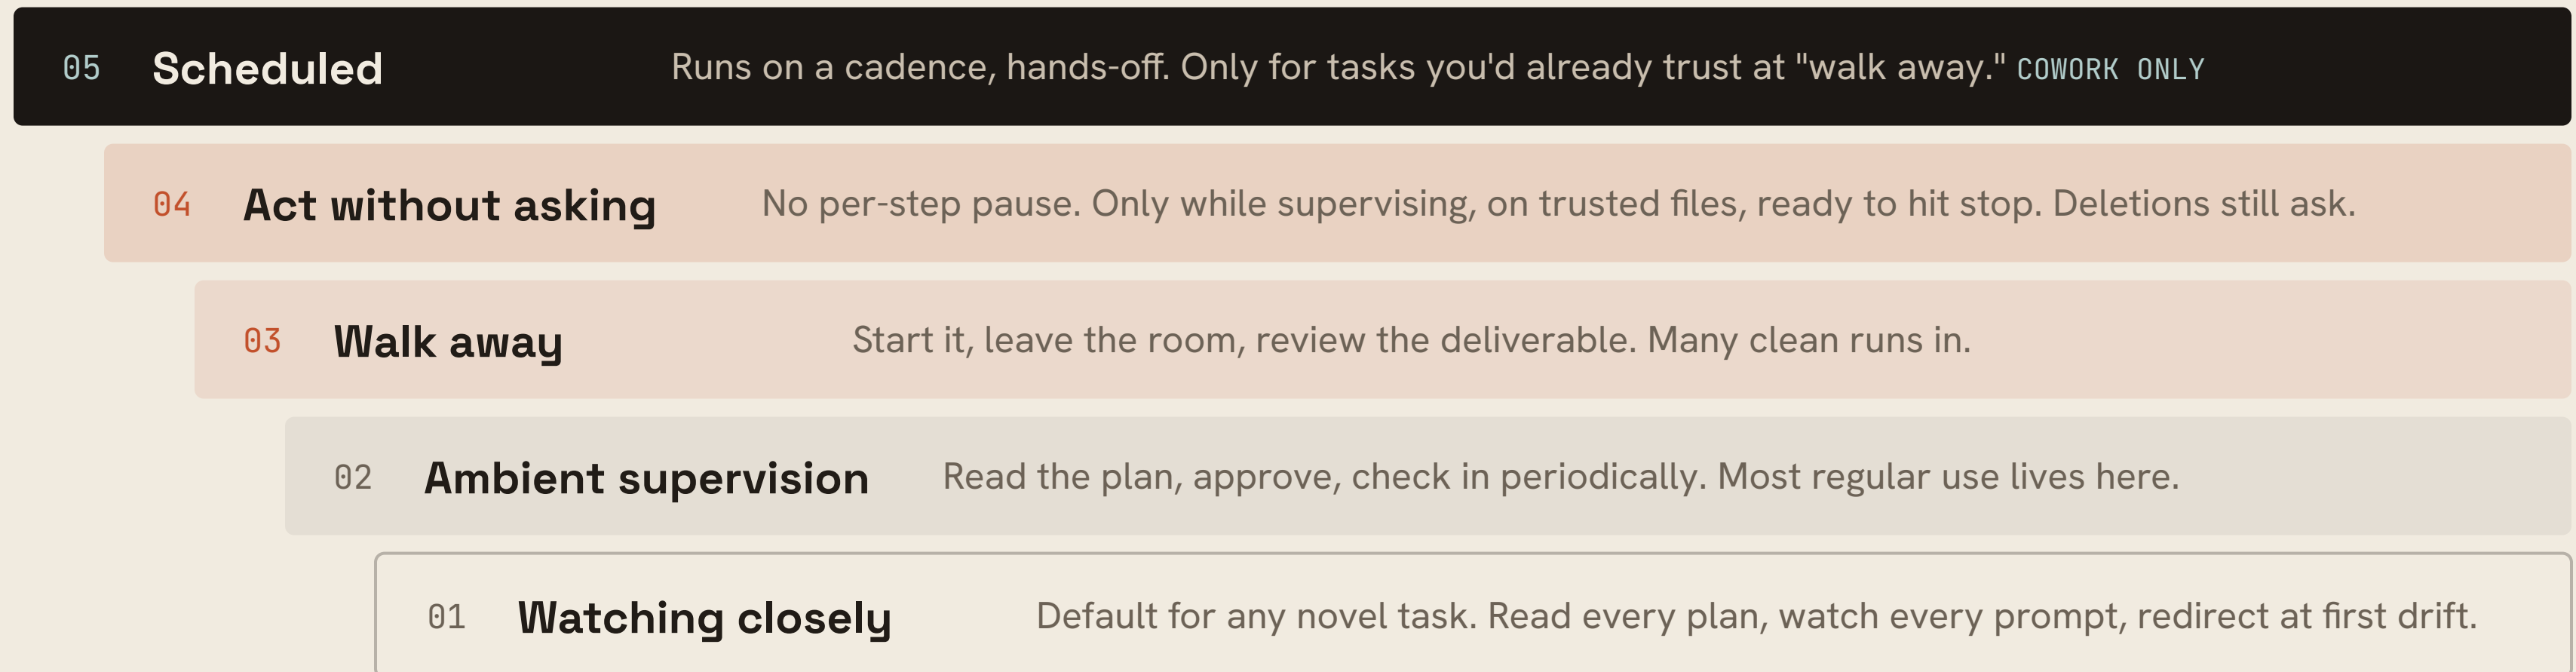 05 Scheduled Runs on a cadence, hands-off. Only for tasks you'd already trust at "walk away." COWORK ONLY
04 Act without asking No per-step pause. Only while supervising, on trusted files, ready to hit stop. Deletions still ask.
03 Walk away Start it, leave the room, review the deliverable. Many clean runs in.
02 Ambient supervision Read the plan, approve, check in periodically. Most regular use lives here.
01 Watching closely Default for any novel task. Read every plan, watch every prompt, redirect at first drift.